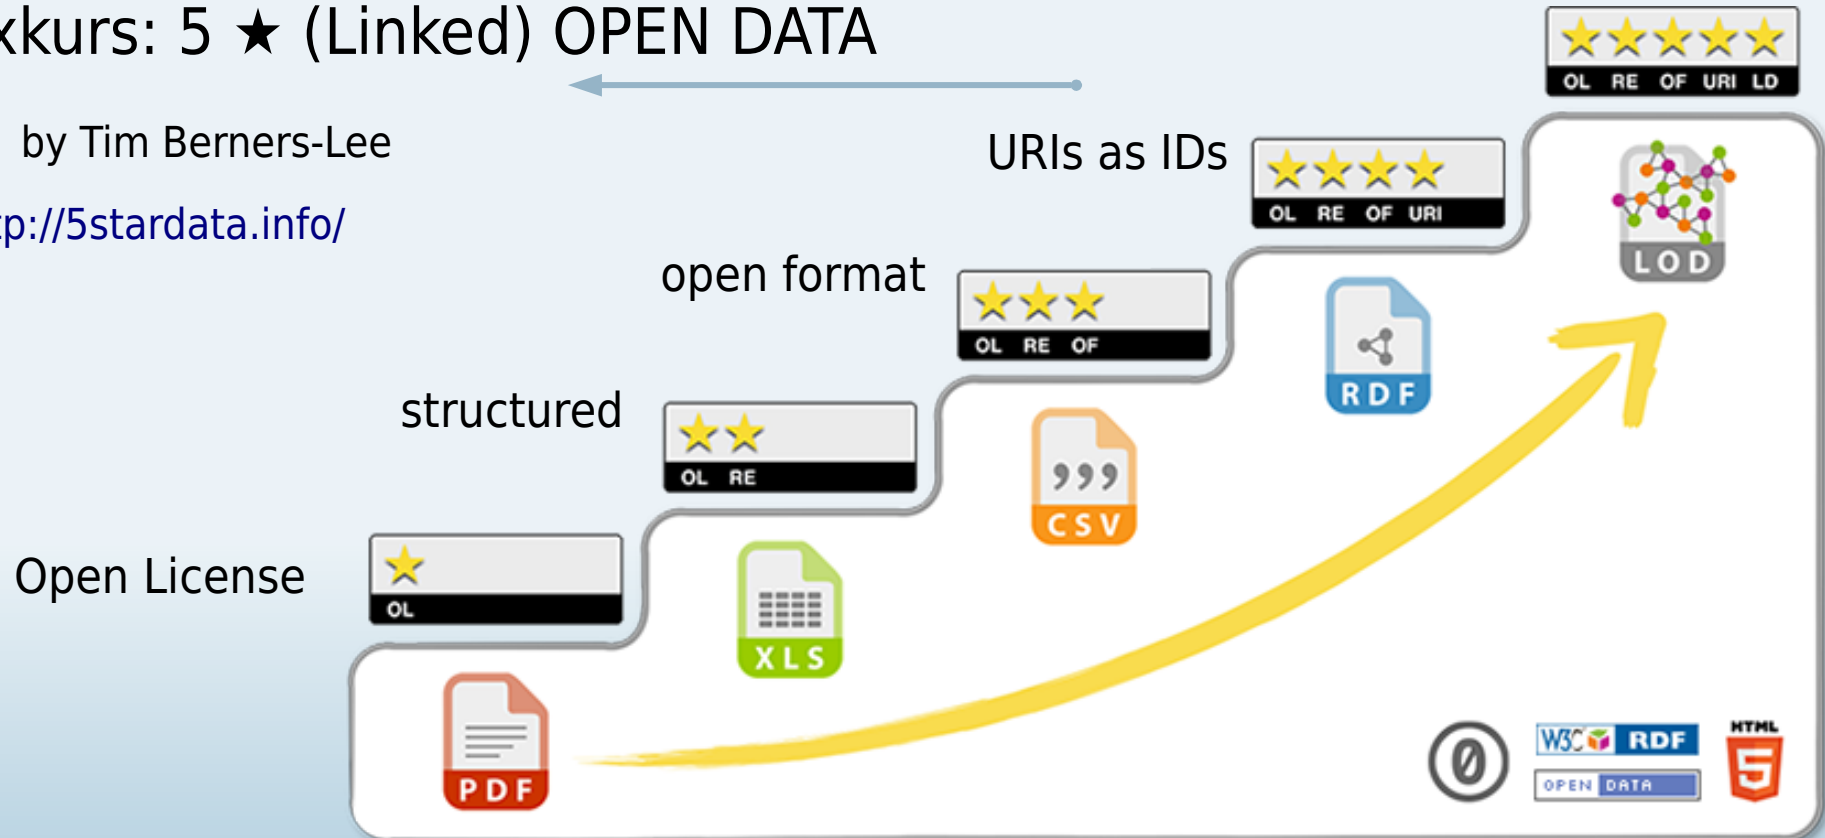 xkurs: 5 ★ (Linked) OPEN DATA
by Tim Berners-Lee
tp://5stardata.info/
OL RE OF URI LD
URIs as IDs
OL RE OF URI
LOD
open format
OL RE OF
RDF
structured
OL RE
CSV
Open License
OL
XLS
PDF
0
W3C RDF
OPEN DATA
HTML
5